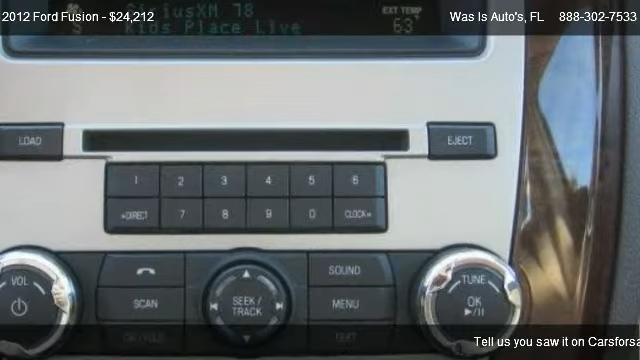 2012 Ford Fusion - $24,212
Was Is Auto's, FL 888-302-7533
SiriusXM 78
Kids Place Live
EXT TEMP
63°
LOAD
EJECT
1 2 3 4 5 6
DIRECT 7 8 9 0 CLOCK
VOL
SOUND
TUNE
SCAN
SEEK/
TRACK
MENU
OK
TEXT
Tell us you saw it on Carsforsa